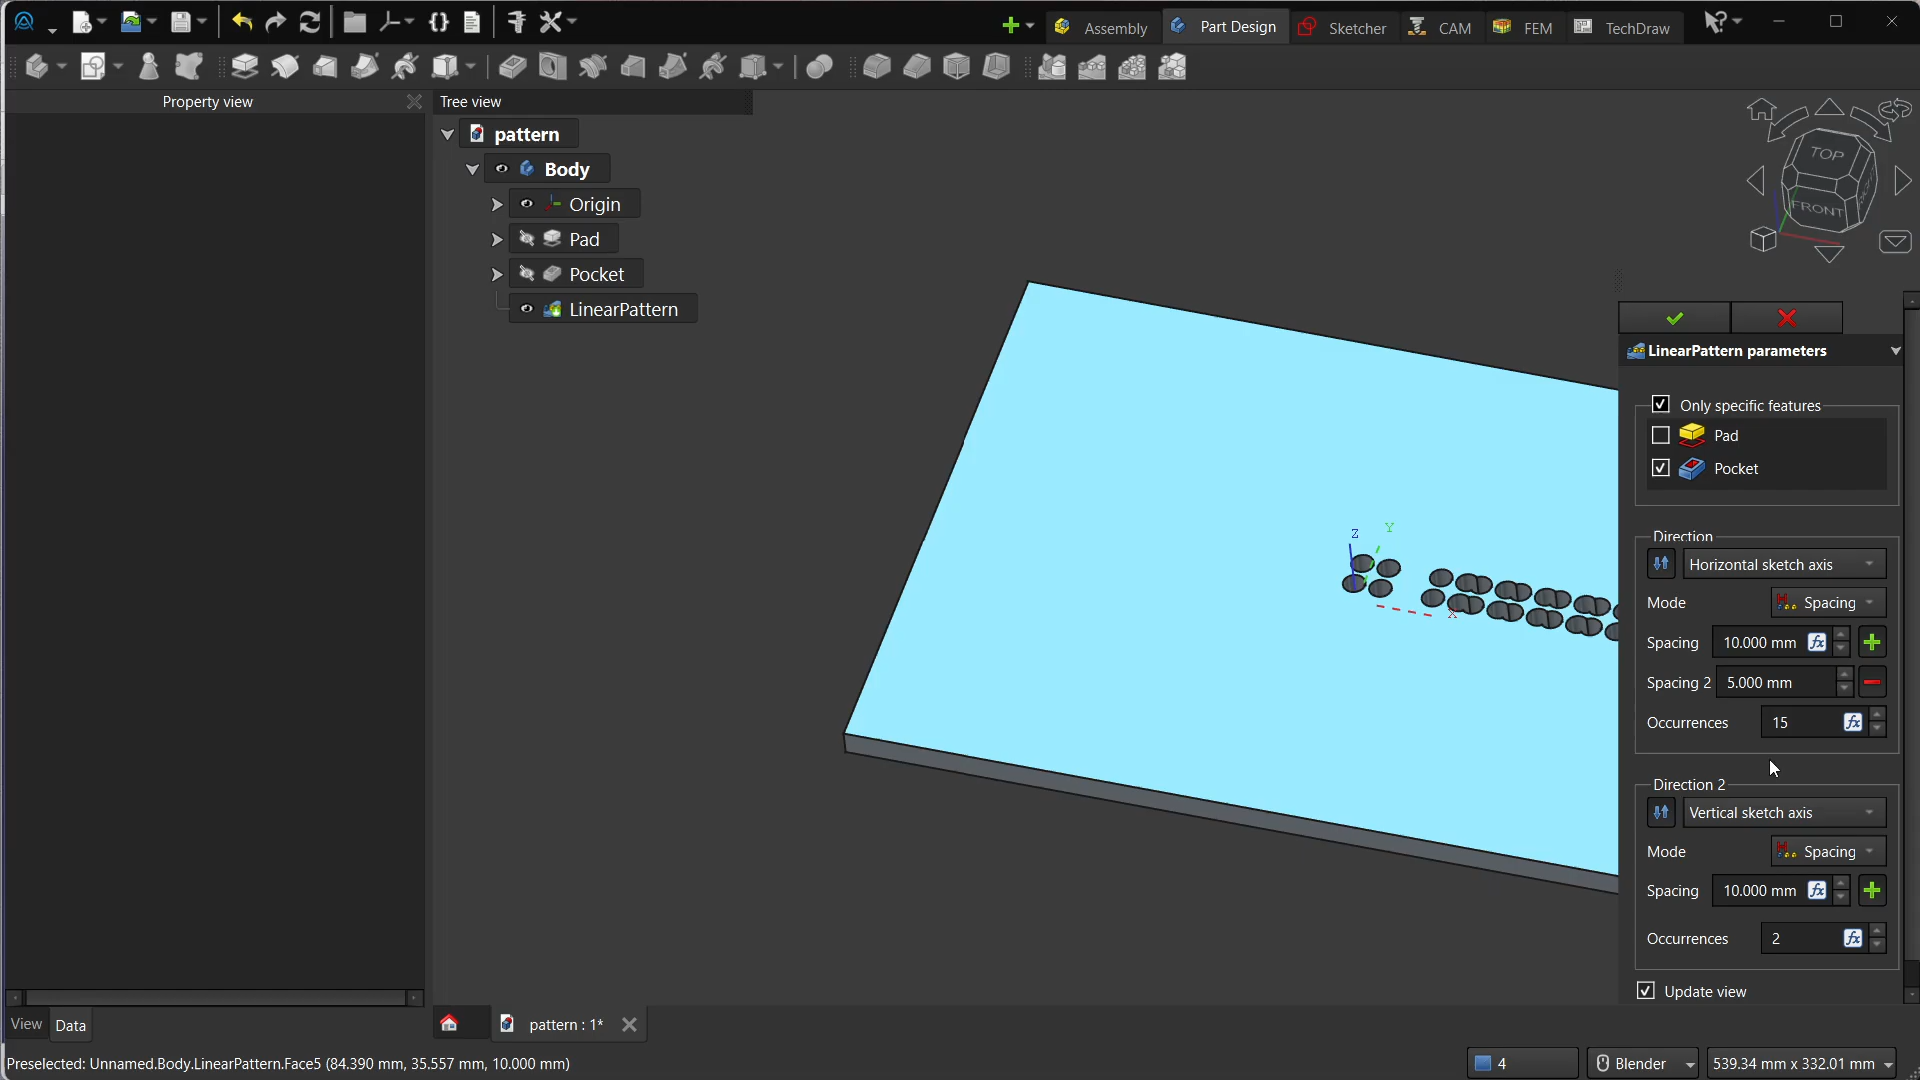 Assembly
Part Design
Sketcher
CAM
FEM
TechDraw
Property view
Tree view
pattern
Body
Origin
Pad
Pocket
LinearPattern
TOP
FRONT
RIGHT
Z
Y
X
LinearPattern parameters
Only specific features
Pad
Pocket
Direction
Horizontal sketch axis
Mode
Spacing
Spacing 10.000 mm
Spacing 2 5.000 mm
Occurrences 15
Direction 2
Vertical sketch axis
Mode
Spacing
Spacing 10.000 mm
Occurrences 2
Update view
View
Data
pattern : 1*
Preselected: Unnamed.Body.LinearPattern.Face5 (84.390 mm, 35.557 mm, 10.000 mm)
4
Blender
539.34 mm x 332.01 mm